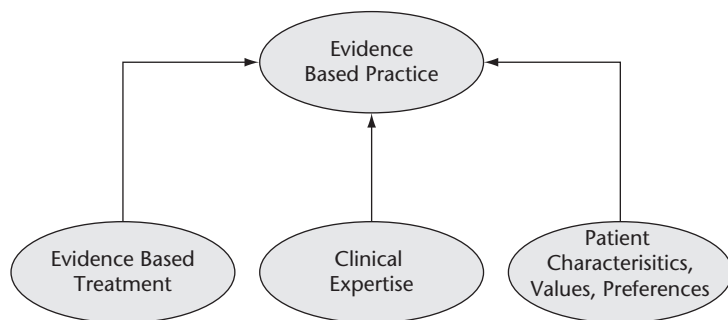 Evidence
Based Practice
Evidence Based
Treatment
Clinical
Expertise
Patient
Characterisitics,
Values, Preferences